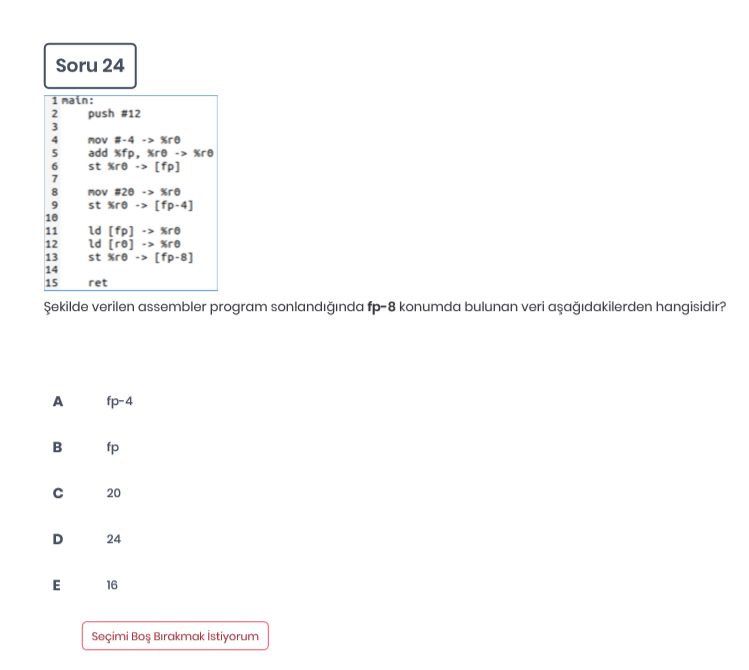 Soru 24
1 main:
2 push #12
3
4 mov #-4 -> %r0
5 add %fp, %r0 -> %r0
6 st %r0 -> [fp]
7
8 mov #20 -> %r0
9 st %r0 -> [fp-4]
10
11 ld [fp] -> %r0
12 ld [r0] -> %r0
13 st %r0 -> [fp-8]
14
15 ret
Şekilde verilen assembler program sonlandığında fp-8 konumda bulunan veri aşağıdakilerden hangisidir?
A fp-4
B fp
C 20
D 24
E 16
Seçimi Boş Bırakmak İstiyorum